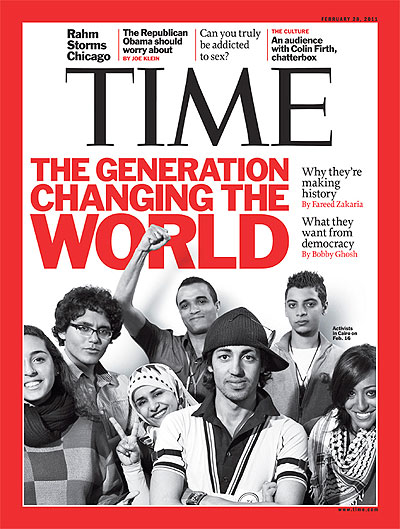 FEBRUARY 28, 2011
Rahm
Storms
Chicago
The Republican
Obama should
worry about
BY JOE KLEIN
Can you truly
be addicted
to sex?
THE CULTURE
An audience
with Colin Firth,
chatterbox
TIME
THE GENERATION
CHANGING THE
WORLD
Why they're
making
history
By Fareed Zakaria
What they
want from
democracy
By Bobby Ghosh
Activists
in Cairo on
Feb. 16
www.time.com